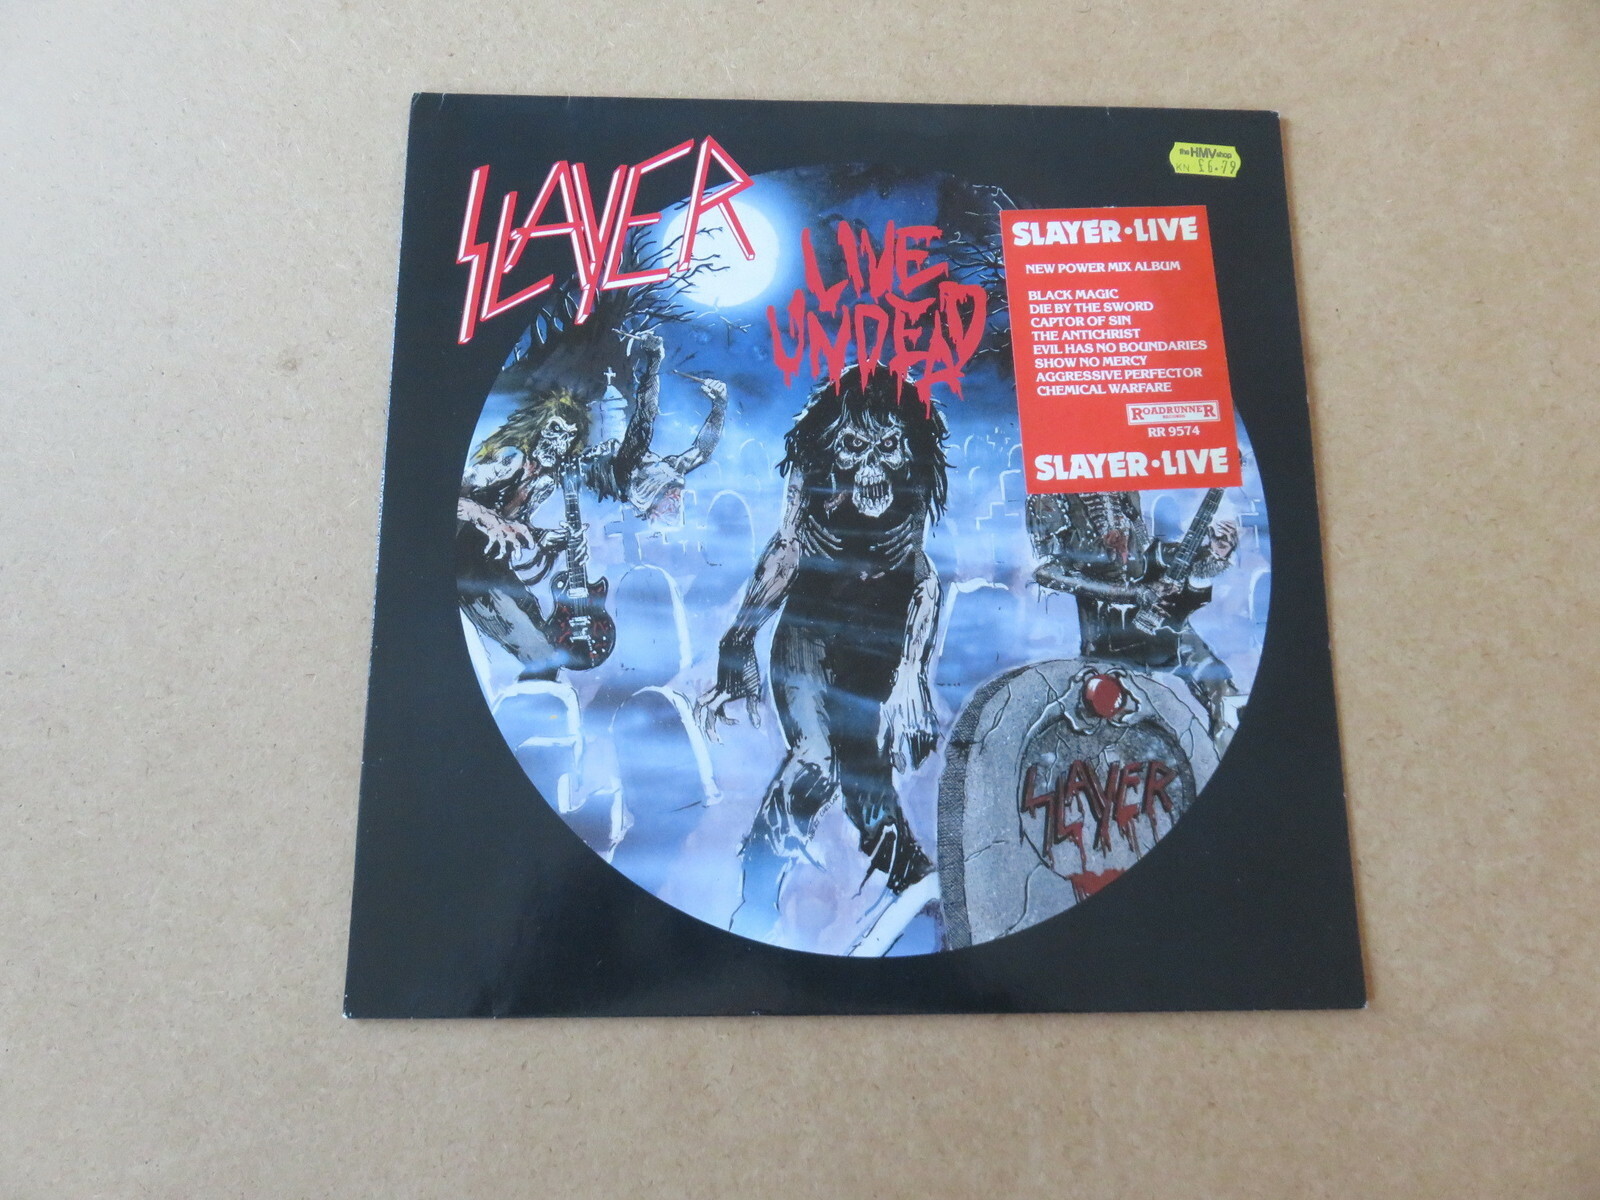 SLAYER
LIVE
UNDEAD
the HMV shop
KN £6.79
SLAYER·LIVE
NEW POWER MIX ALBUM
BLACK MAGIC
DIE BY THE SWORD
CAPTOR OF SIN
THE ANTICHRIST
EVIL HAS NO BOUNDARIES
SHOW NO MERCY
AGGRESSIVE PERFECTOR
CHEMICAL WARFARE
ROADRUNNER
RECORDS
RR 9574
SLAYER·LIVE
SLAYER